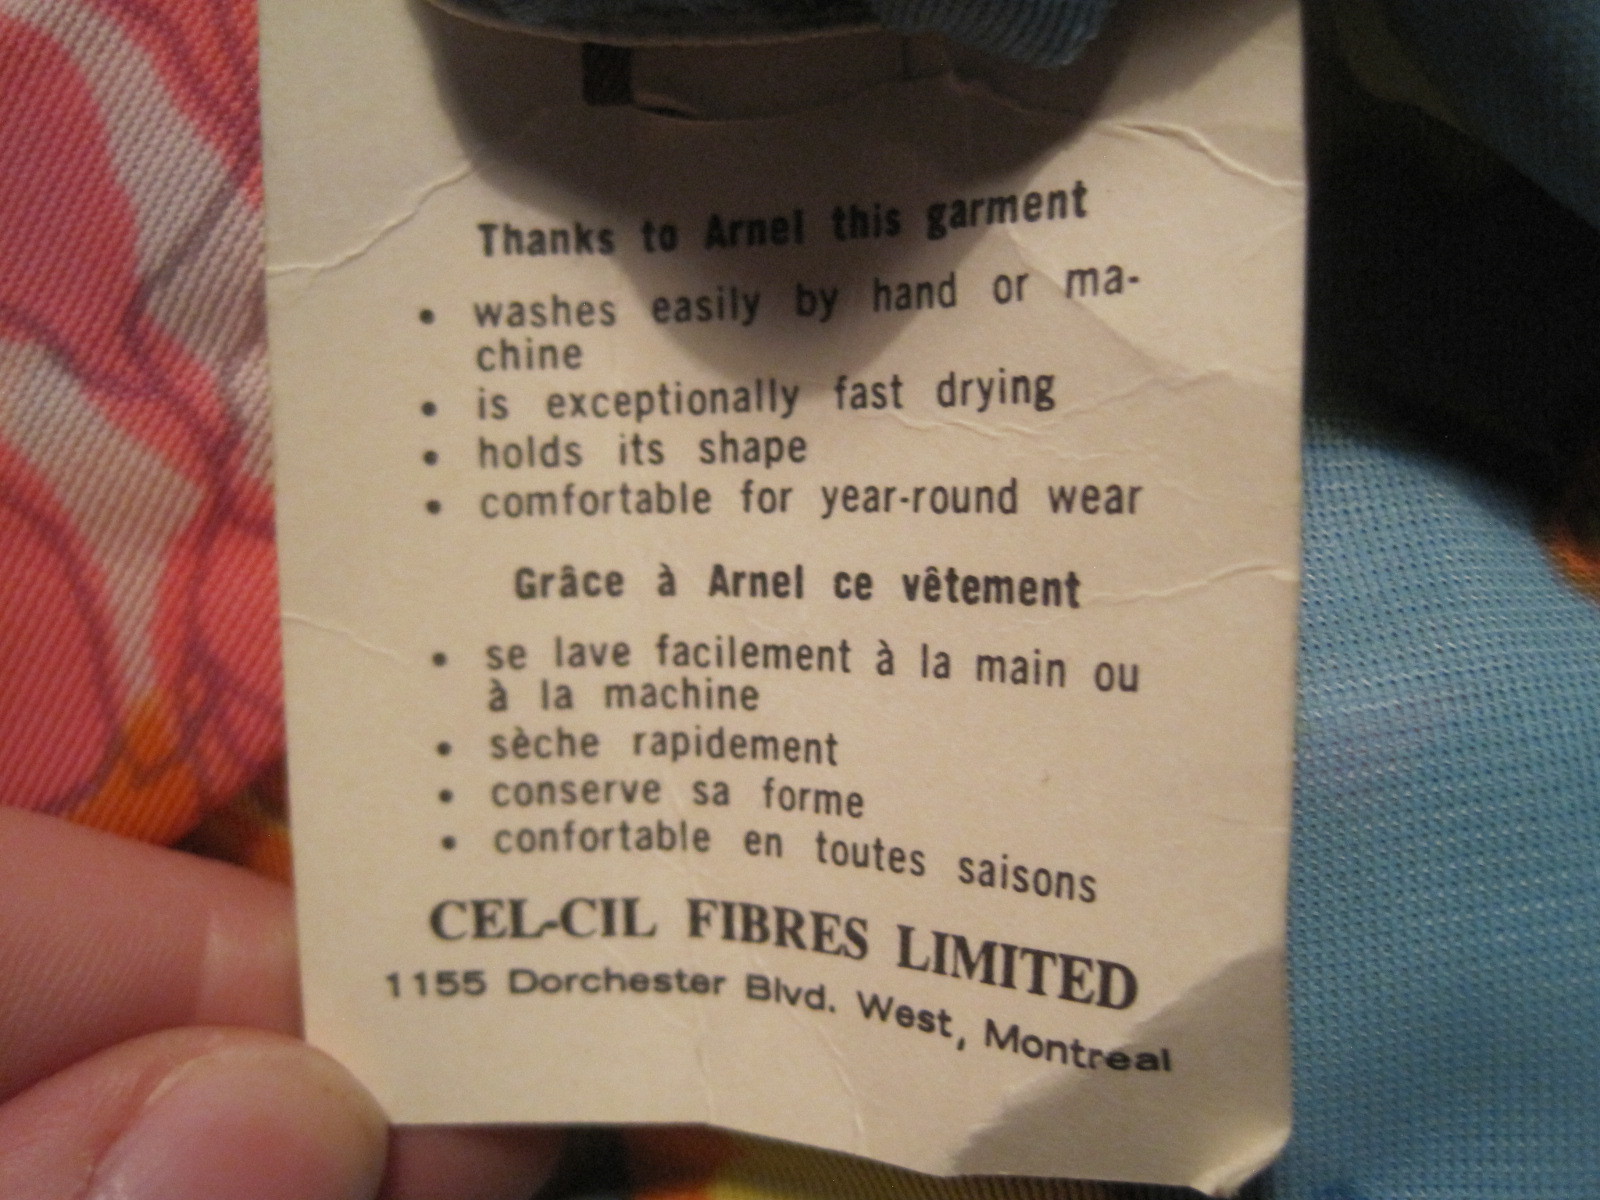 Thanks to Arnel this garment
• washes easily by hand or ma-
chine
• is exceptionally fast drying
• holds its shape
• comfortable for year-round wear
Grâce à Arnel ce vêtement
• se lave facilement à la main ou
à la machine
• sèche rapidement
• conserve sa forme
• confortable en toutes saisons
CEL-CIL FIBRES LIMITED
1155 Dorchester Blvd. West, Montreal